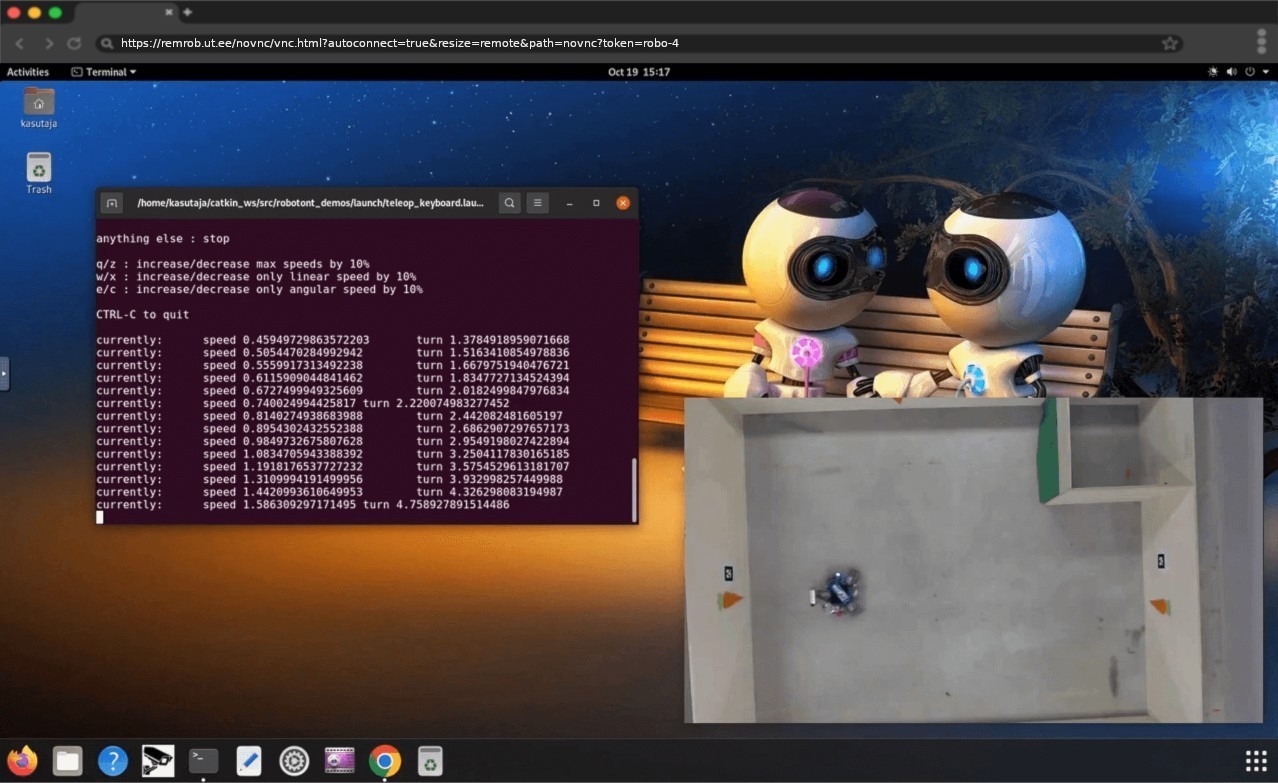 https://remrob.ut.ee/novnc/vnc.html?autoconnect=true&resize=remote&path=novnc?token=robo-4
Activities Terminal Oct 19 15:17
kasutaja
Trash
/home/kasutaja/catkin_ws/src/robotont_demos/launch/teleop_keyboard.lau...
anything else : stop
q/z : increase/decrease max speeds by 10%
w/x : increase/decrease only linear speed by 10%
e/c : increase/decrease only angular speed by 10%
CTRL-C to quit
currently: speed 0.45949729863572203 turn 1.3784918959071668
currently: speed 0.5054470284992942 turn 1.5163410854978836
currently: speed 0.5559917313492238 turn 1.6679751940476721
currently: speed 0.6115909044841462 turn 1.8347727134524394
currently: speed 0.6727499949325609 turn 2.0182499847976834
currently: speed 0.740024994425817 turn 2.220074983277452
currently: speed 0.8140274938683988 turn 2.442082481605197
currently: speed 0.8954302432552388 turn 2.6862907297657173
currently: speed 0.9849732675807628 turn 2.9549198027422894
currently: speed 1.0834705943388392 turn 3.2504117830165185
currently: speed 1.1918176537727232 turn 3.5754529613181707
currently: speed 1.3109994191499956 turn 3.932998257449988
currently: speed 1.4420993610649953 turn 4.326298083194987
currently: speed 1.586309297171495 turn 4.758927891514486